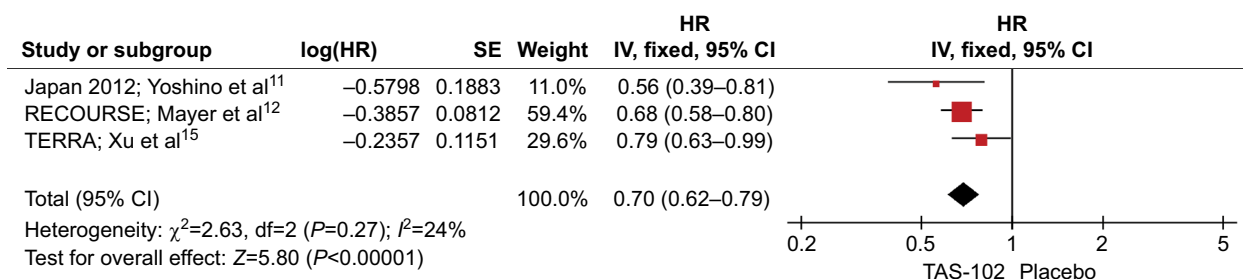 HR HR
Study or subgroup log(HR) SE Weight IV, fixed, 95% CI IV, fixed, 95% CI
Japan 2012; Yoshino et al11 –0.5798 0.1883 11.0% 0.56 (0.39–0.81)
RECOURSE; Mayer et al12 –0.3857 0.0812 59.4% 0.68 (0.58–0.80)
TERRA; Xu et al15 –0.2357 0.1151 29.6% 0.79 (0.63–0.99)
Total (95% CI) 100.0% 0.70 (0.62–0.79)
Heterogeneity: χ2=2.63, df=2 (P=0.27); I2=24%
Test for overall effect: Z=5.80 (P<0.00001)
0.2 0.5 1 2 5
TAS-102 Placebo